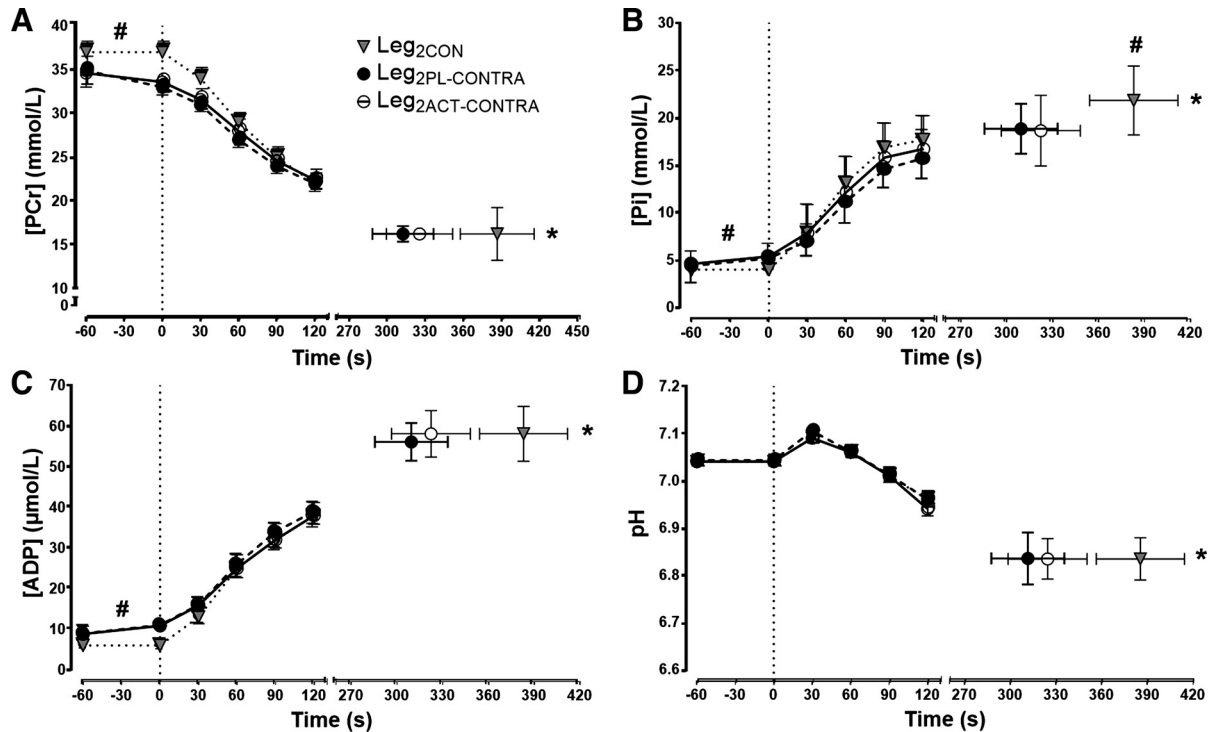 A
[PCr] (mmol/L)
40
35
30
25
20
15
10
0
#
*
Leg2CON
Leg2PL-CONTRA
Leg2ACT-CONTRA
-60 -30 0 30 60 90 120 270 300 330 360 390 420 450
Time (s)
B
[Pi] (mmol/L)
30
25
20
15
10
5
0
#
#
*
-60 -30 0 30 60 90 120 270 300 330 360 390 420
Time (s)
C
[ADP] (µmol/L)
70
60
50
40
30
20
10
0
#
*
-60 -30 0 30 60 90 120 270 300 330 360 390 420
Time (s)
D
pH
7.2
7.1
7.0
6.9
6.8
6.7
6.6
*
-60 -30 0 30 60 90 120 270 300 330 360 390 420
Time (s)